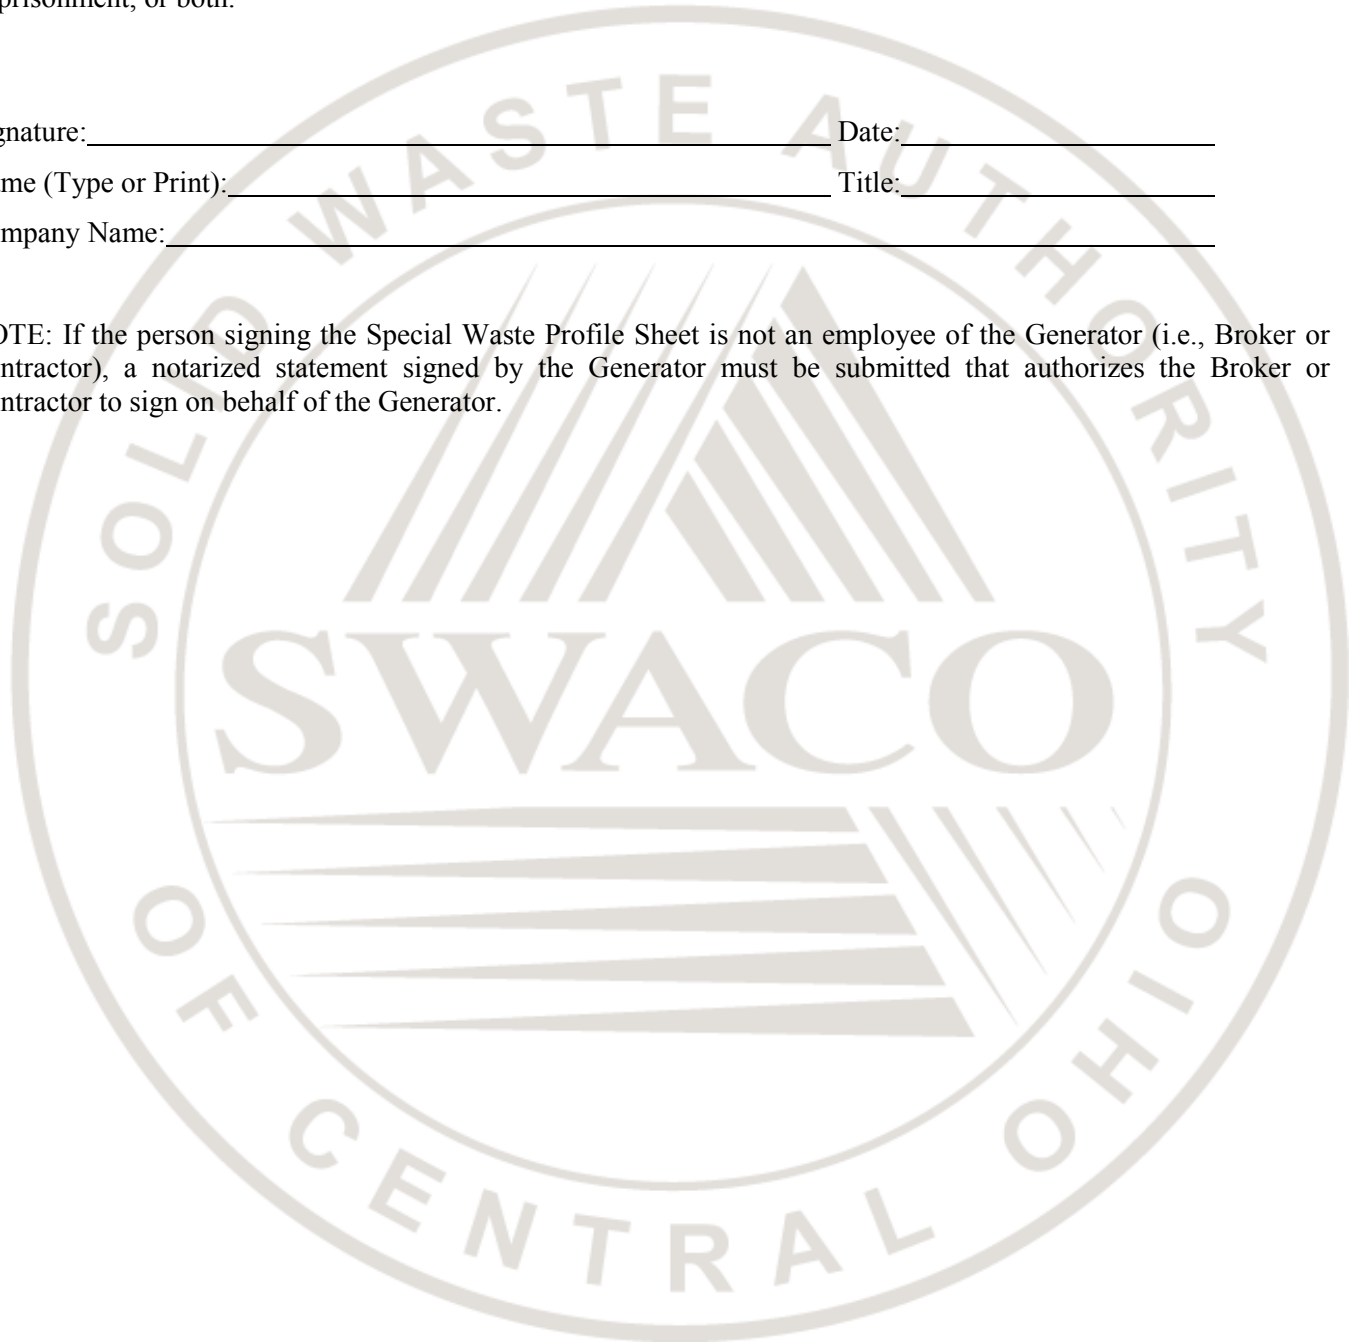 prisonment, or both.
gnature: Date:
me (Type or Print): Title:
mpany Name:
OTE: If the person signing the Special Waste Profile Sheet is not an employee of the Generator (i.e., Broker or
ntractor), a notarized statement signed by the Generator must be submitted that authorizes the Broker or
ntractor to sign on behalf of the Generator.
SOLID WASTE AUTHORITY
SWACO
OF CENTRAL OHIO